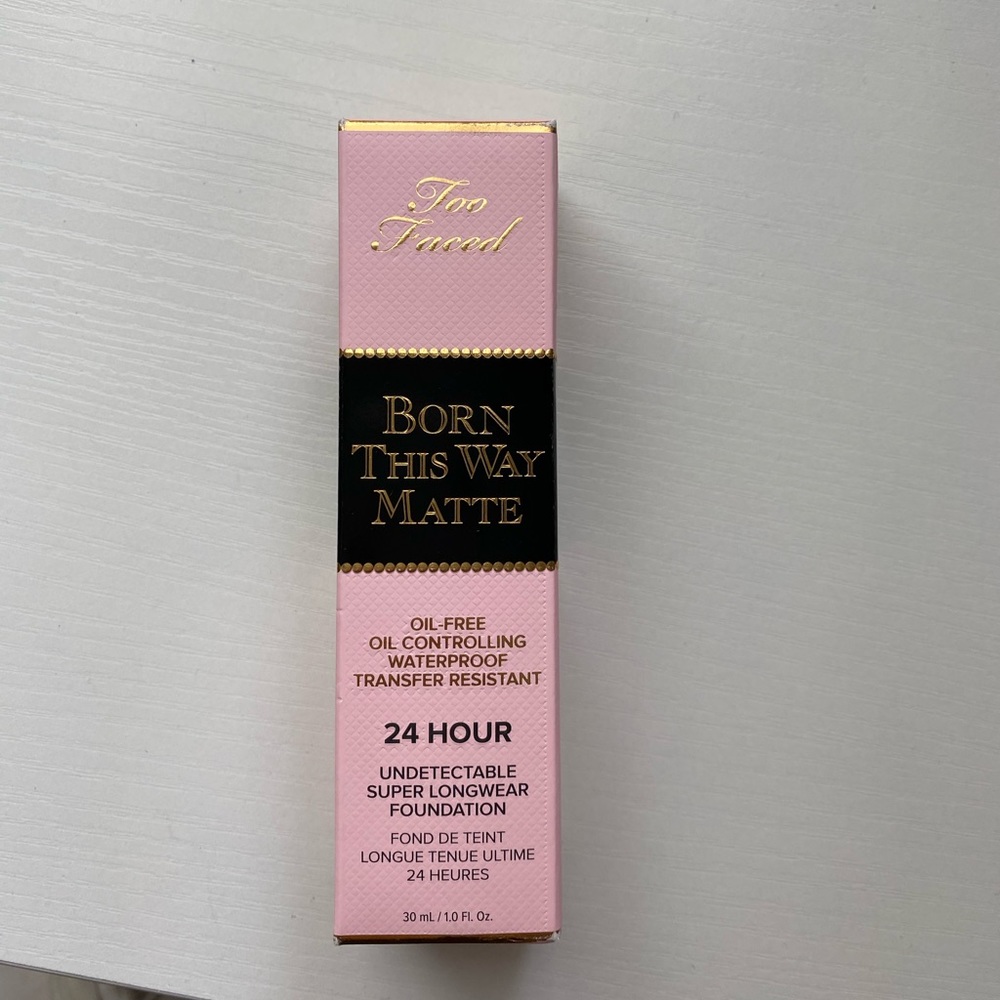 Too
Faced
BORN
THIS WAY
MATTE
OIL-FREE
OIL CONTROLLING
WATERPROOF
TRANSFER RESISTANT
24 HOUR
UNDETECTABLE
SUPER LONGWEAR
FOUNDATION
FOND DE TEINT
LONGUE TENUE ULTIME
24 HEURES
30 mL / 1.0 Fl. Oz.